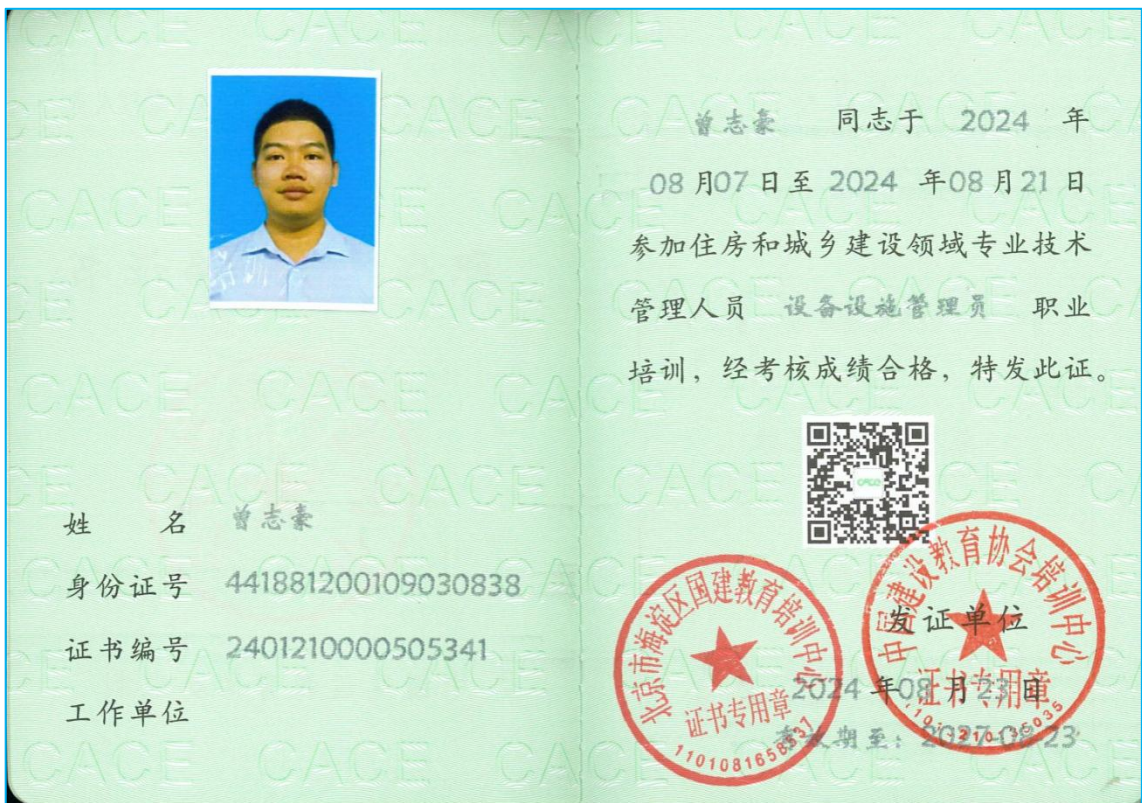 姓 名 曾志豪
身份证号 441881200109030838
证书编号 2401210000505341
工作单位
曾志豪 同志于 2024 年
08 月07 日至 2024 年08 月21 日
参加住房和城乡建设领域专业技术
管理人员 设备设施管理员 职业
培训，经考核成绩合格，特发此证。
CACE
北京市海淀区国建教育培训中心
证书专用章
中国建设教育协会培训中心
证书专用章
发证单位
2024 年08 月 23 日
有效期至：2027-08-23